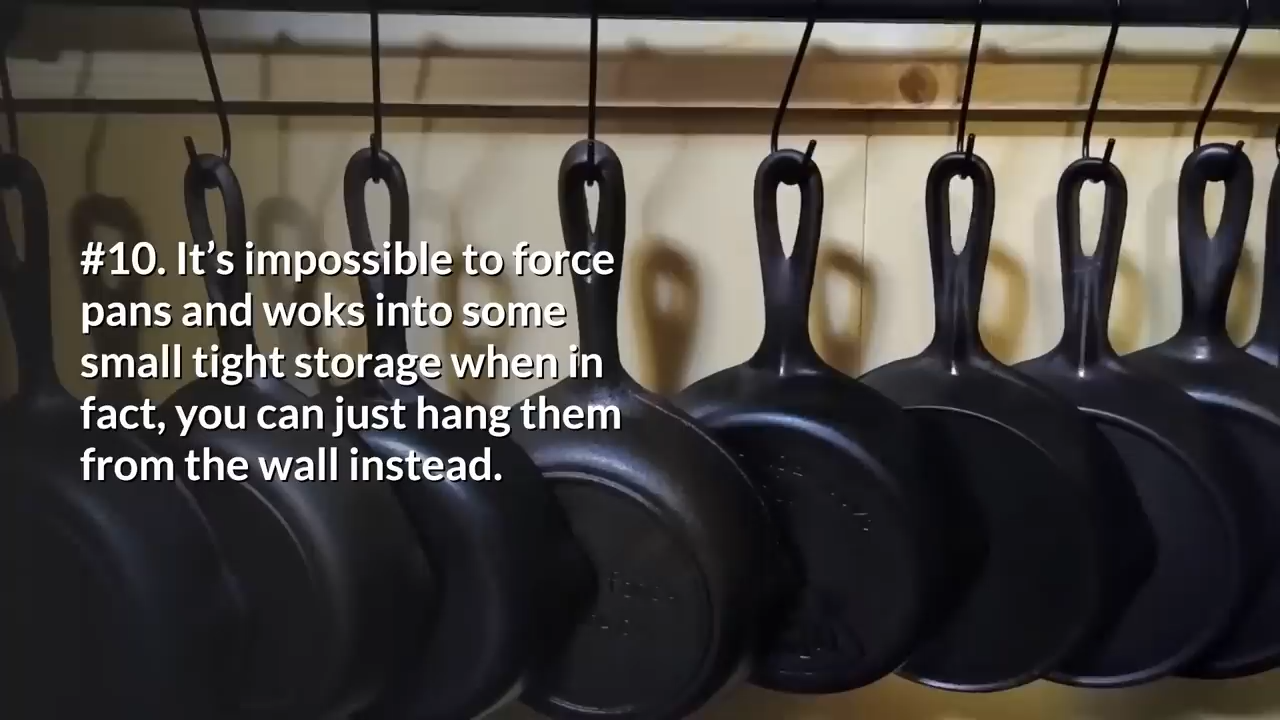 #10. It’s impossible to force
pans and woks into some
small tight storage when in
fact, you can just hang them
from the wall instead.